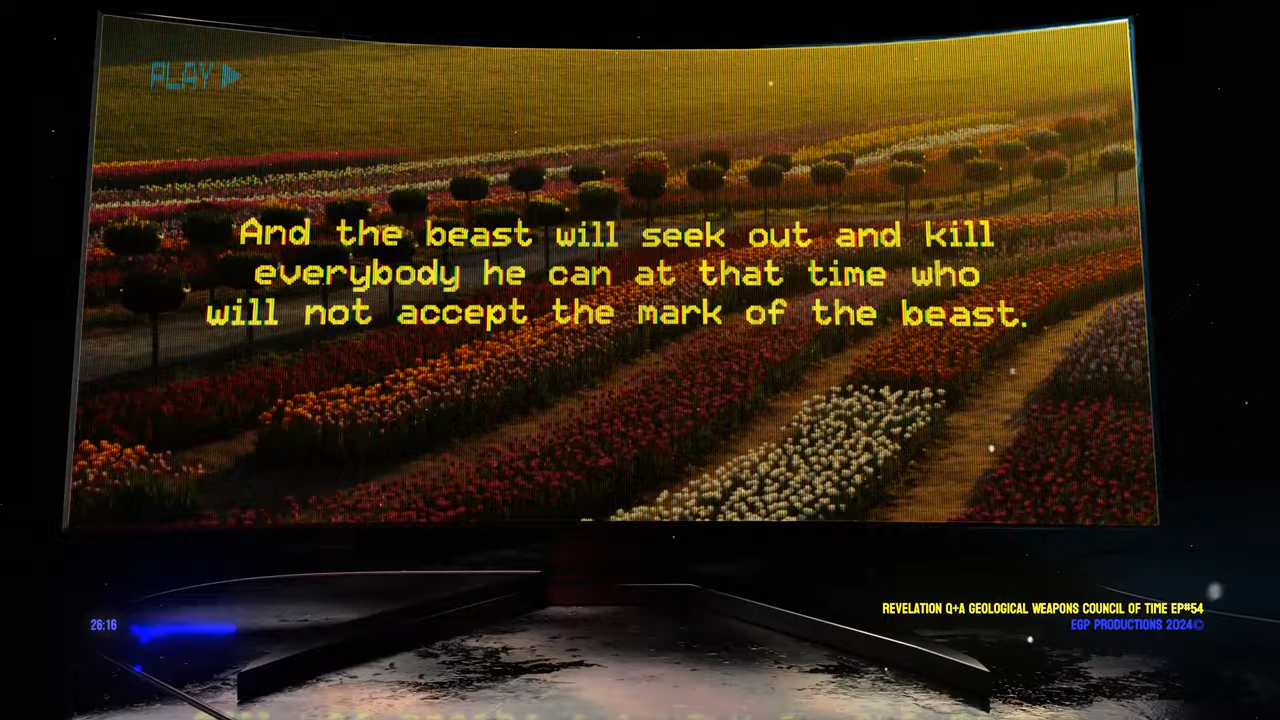 PLAY
And the beast will seek out and kill
everybody he can at that time who
will not accept the mark of the beast.
26:16
REVELATION Q+A GEOLOGICAL WEAPONS COUNCIL OF TIME EP#54
EGP PRODUCTIONS 2024©